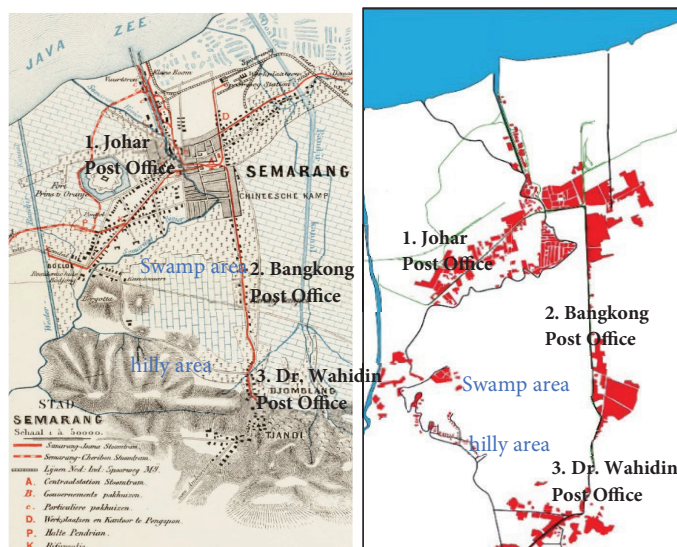 JAVA ZEE
1. Johar
Post Office
SEMARANG
CHINEESCHE KAMP
Swamp area
2. Bangkong
Post Office
hilly area
3. Dr. Wahidin
DJOMBLANG
Post Office
TJANDI
STAD
SEMARANG
Schaal 1 à 50000.
Semarang-Joana Stoomtram.
Semarang-Cheribon Stoomtram.
Lijnen Ned: Ind: Spoorweg Mij.
A. Centraalstation Stoomtram.
B. Gouvernements pakhuizen.
C. Particuliere pakhuizen.
D. Werkplaatsen en Kantoor te Pengapon.
P. Halte Pendrian.
1. Johar
Post Office
2. Bangkong
Post Office
Swamp area
hilly area
3. Dr. Wahidin
Post Office